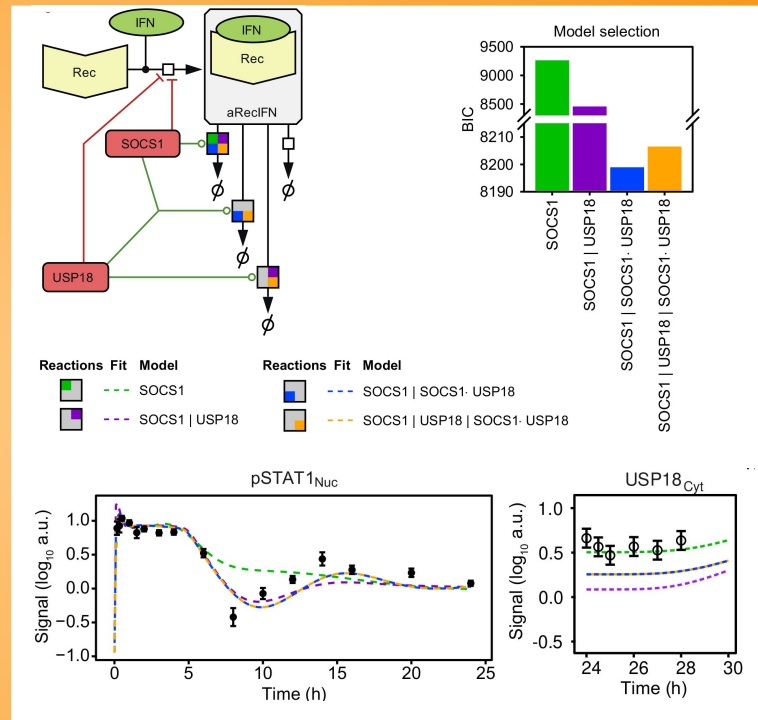 IFN
Rec
IFN
Rec
aRecIFN
SOCS1
USP18
Ø
Ø
Ø
Ø
Model selection
BIC
9500
9000
8500
8210
8200
8190
SOCS1
SOCS1 | USP18
SOCS1 | SOCS1· USP18
SOCS1 | USP18 | SOCS1· USP18
Reactions Fit Model
SOCS1
SOCS1 | USP18
Reactions Fit Model
SOCS1 | SOCS1· USP18
SOCS1 | USP18 | SOCS1· USP18
pSTAT1Nuc
Signal (log10 a.u.)
1.0
0.5
0.0
−0.5
−1.0
0 5 10 15 20 25
Time (h)
USP18Cyt
Signal (log10 a.u.)
1.0
0.5
0.0
-0.5
24 26 28 30
Time (h)